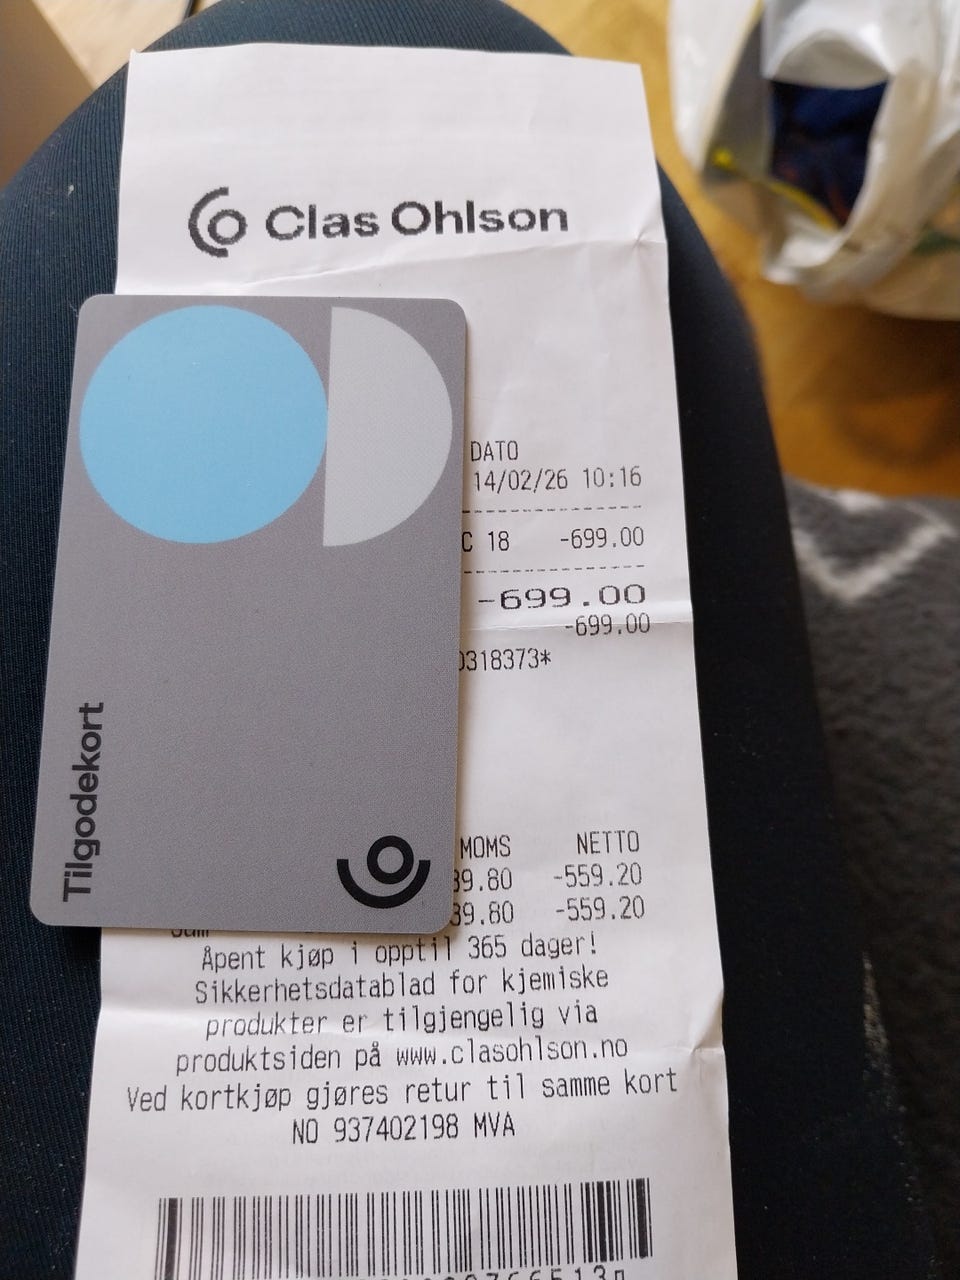 Clas Ohlson
DATO
14/02/26 10:16
C 18 -699.00
-699.00
-699.00
0318373*
Tilgodekort
MOMS NETTO
39.80 -559.20
39.80 -559.20
Sum
Åpent kjøp i opptil 365 dager!
Sikkerhetsdatablad for kjemiske
produkter er tilgjengelig via
produktsiden på www.clasohlson.no
Ved kortkjøp gjøres retur til samme kort
NO 937402198 MVA